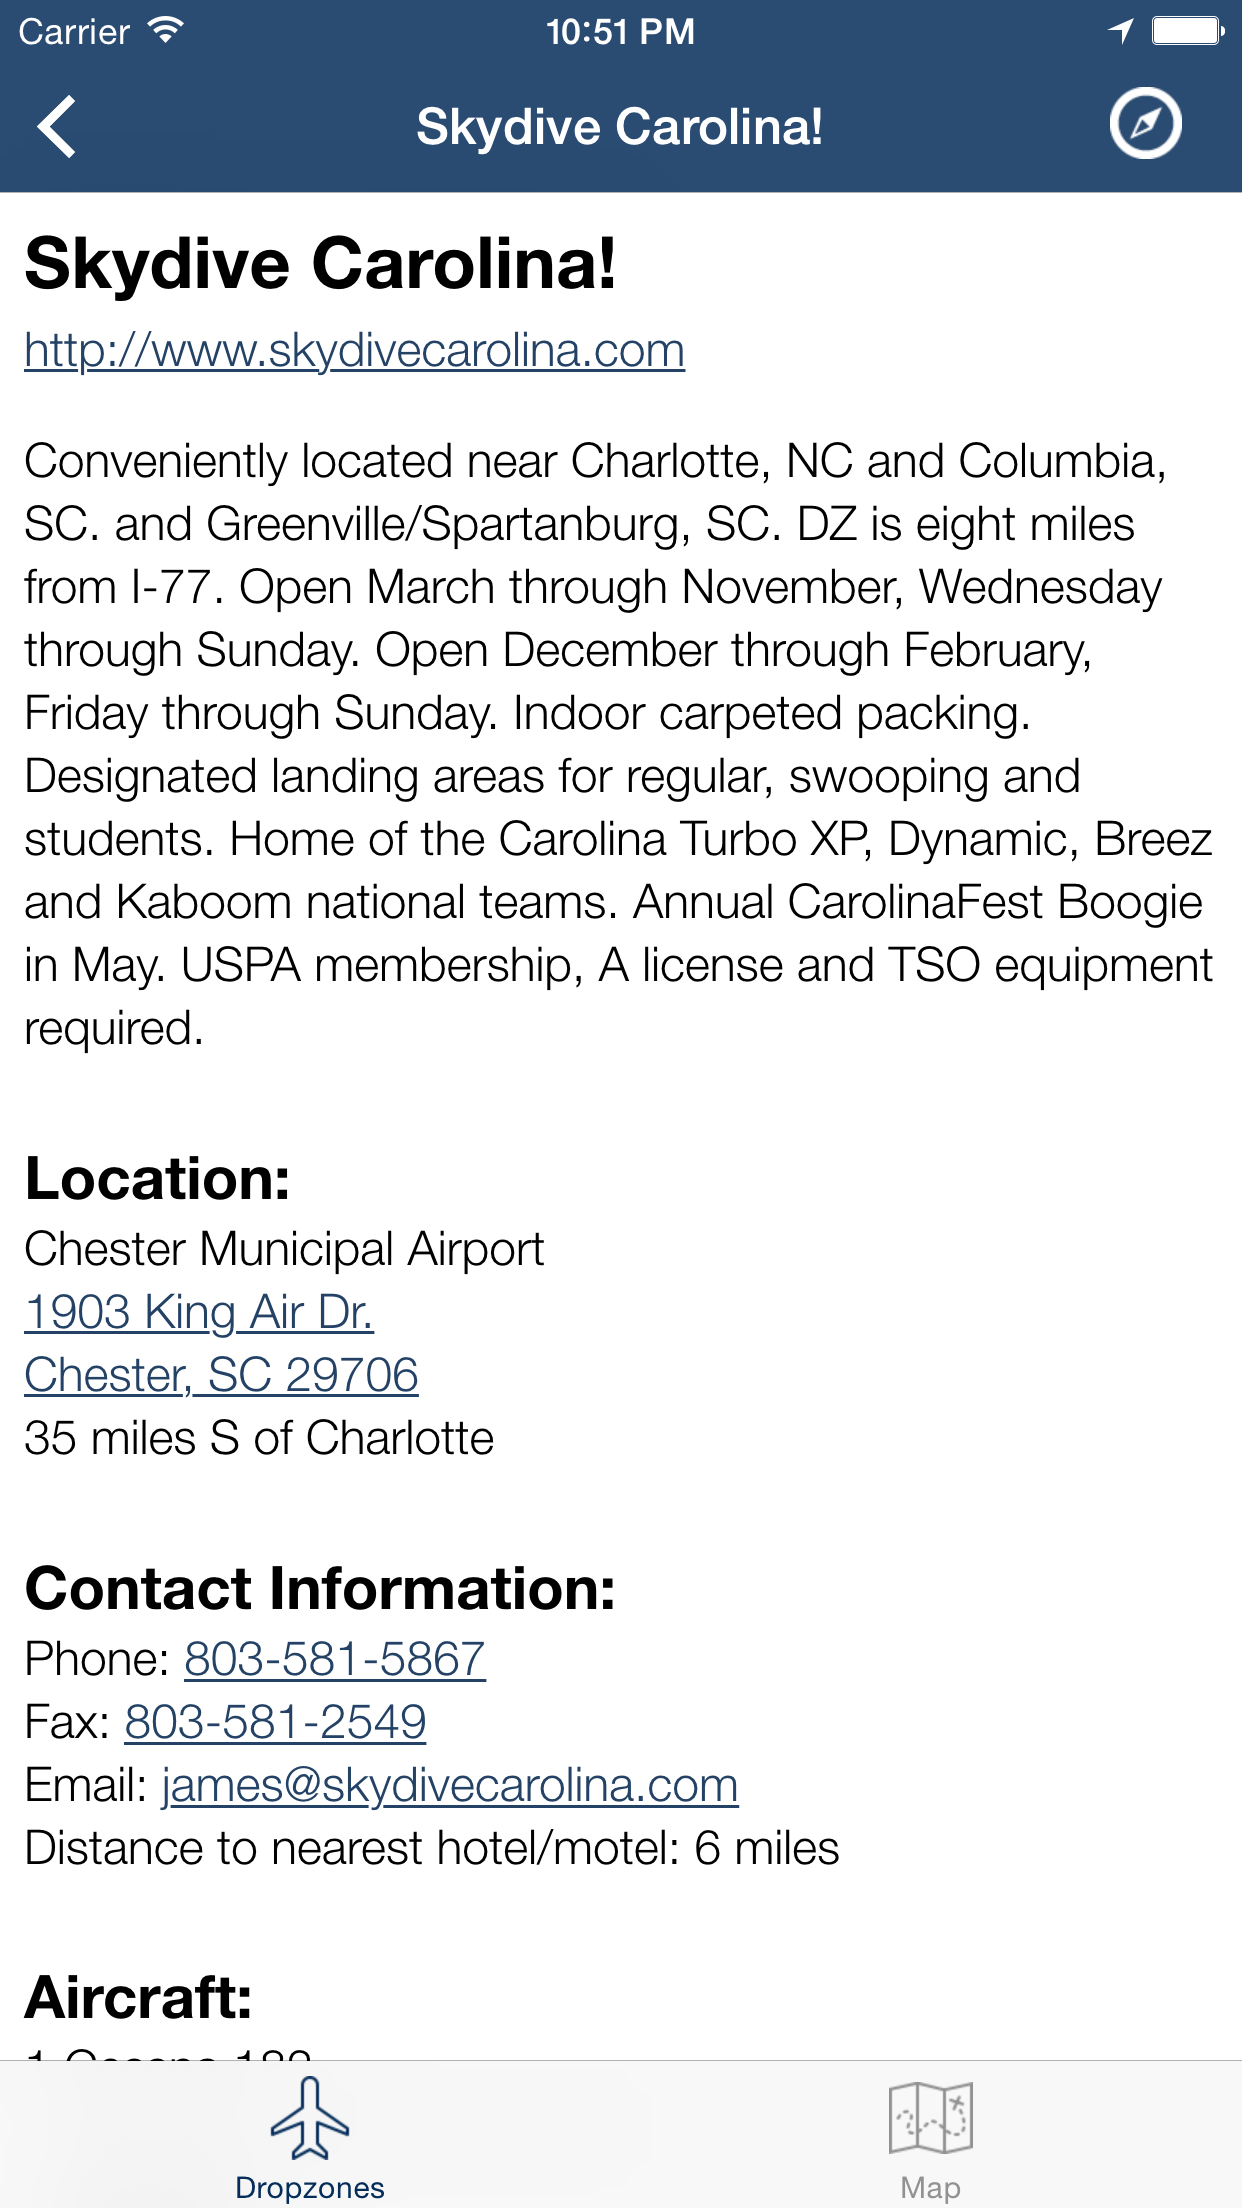 Carrier 10:51 PM
Skydive Carolina!
Skydive Carolina!
http://www.skydivecarolina.com
Conveniently located near Charlotte, NC and Columbia,
SC. and Greenville/Spartanburg, SC. DZ is eight miles
from I-77. Open March through November, Wednesday
through Sunday. Open December through February,
Friday through Sunday. Indoor carpeted packing.
Designated landing areas for regular, swooping and
students. Home of the Carolina Turbo XP, Dynamic, Breez
and Kaboom national teams. Annual CarolinaFest Boogie
in May. USPA membership, A license and TSO equipment
required.
Location:
Chester Municipal Airport
1903 King Air Dr.
Chester, SC 29706
35 miles S of Charlotte
Contact Information:
Phone: 803-581-5867
Fax: 803-581-2549
Email: james@skydivecarolina.com
Distance to nearest hotel/motel: 6 miles
Aircraft:
Dropzones
Map